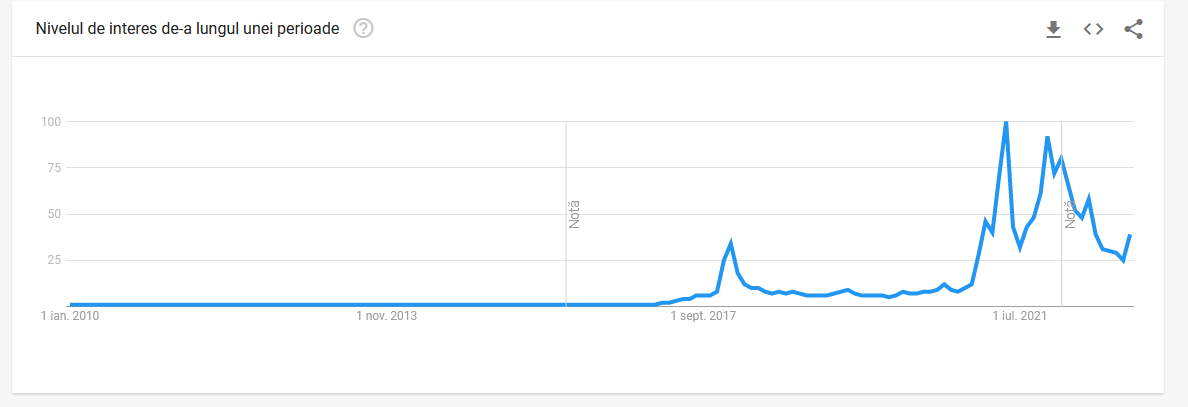 Nivelul de interes de-a lungul unei perioade
100
75
50
25
Notă
Notă
1 ian. 2010
1 nov. 2013
1 sept. 2017
1 iul. 2021